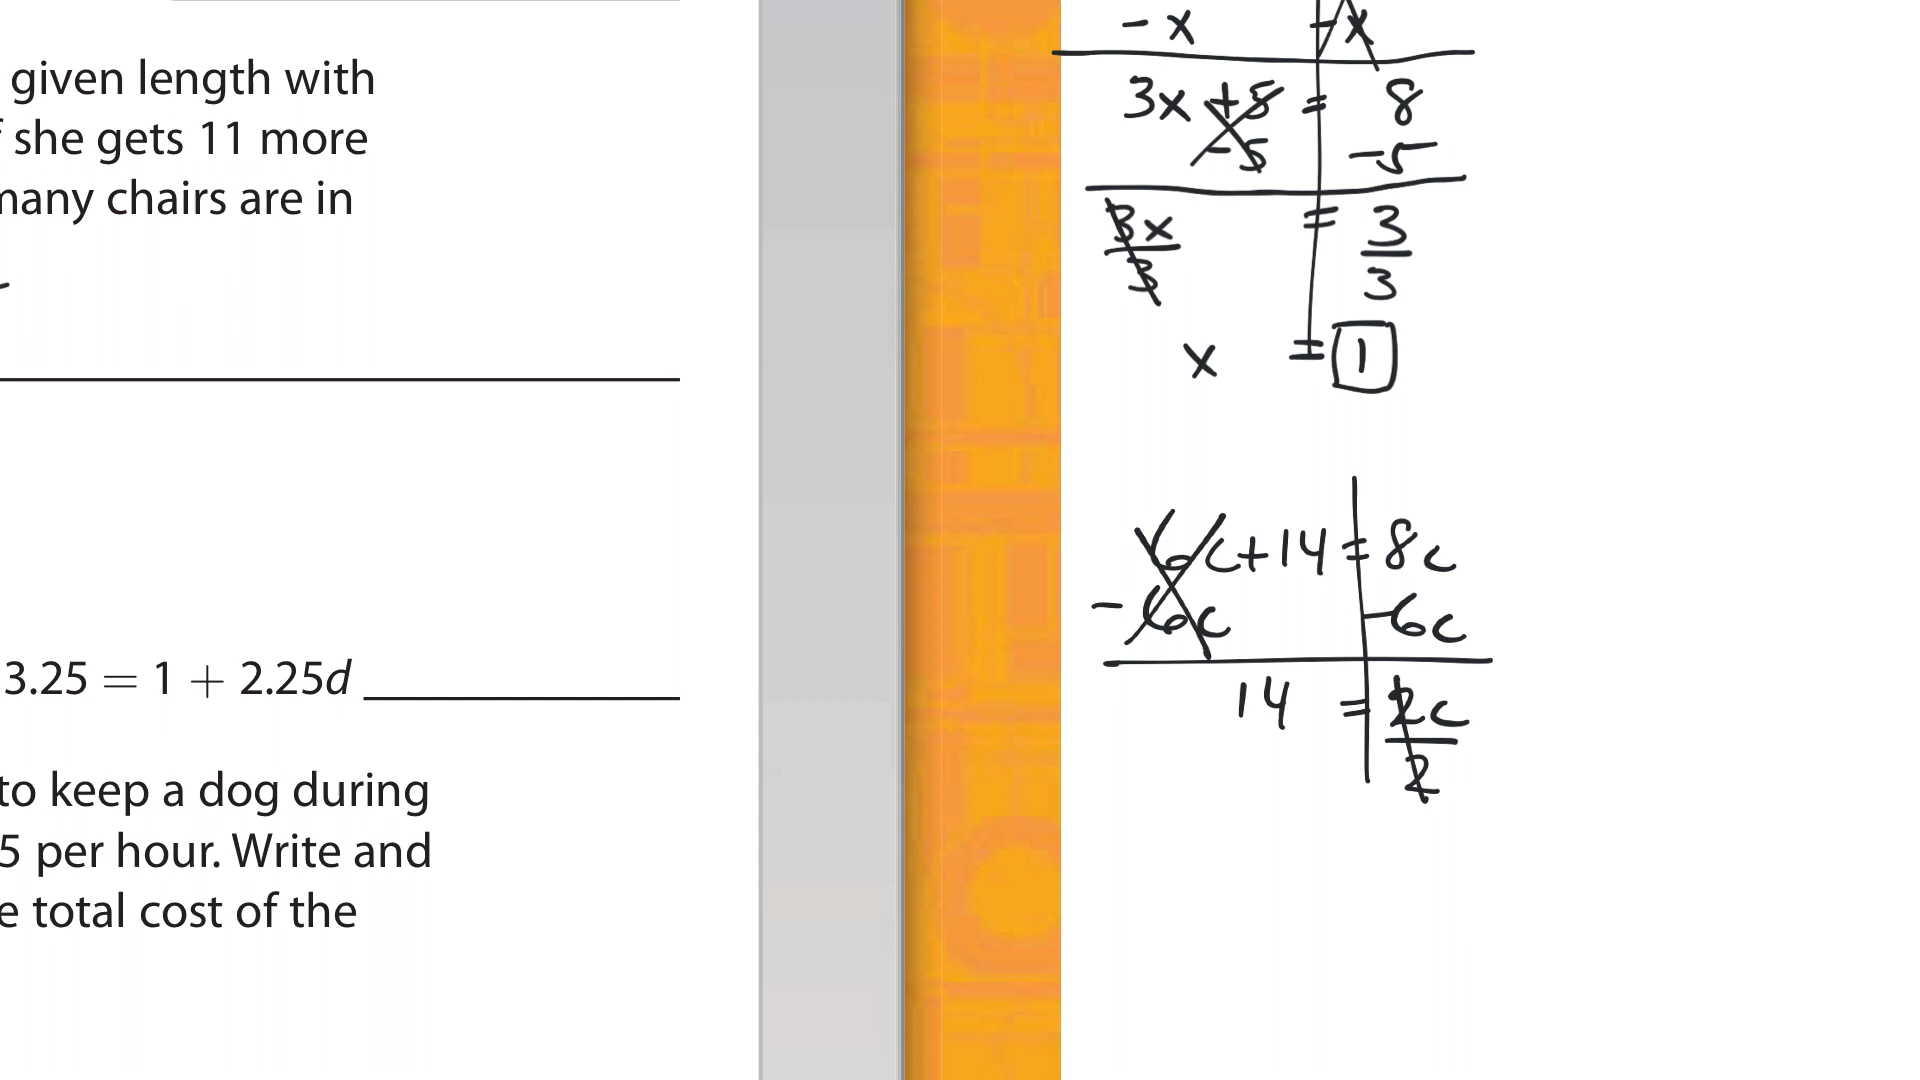 given length with
she gets 11 more
many chairs are in
3.25 = 1 + 2.25d
to keep a dog during
5 per hour. Write and
e total cost of the
-x -x
3x +5 = 8
-5 -5
3x = 3
3 3
x = 1
6c+14 = 8c
-6c -6c
14 = 2c
2